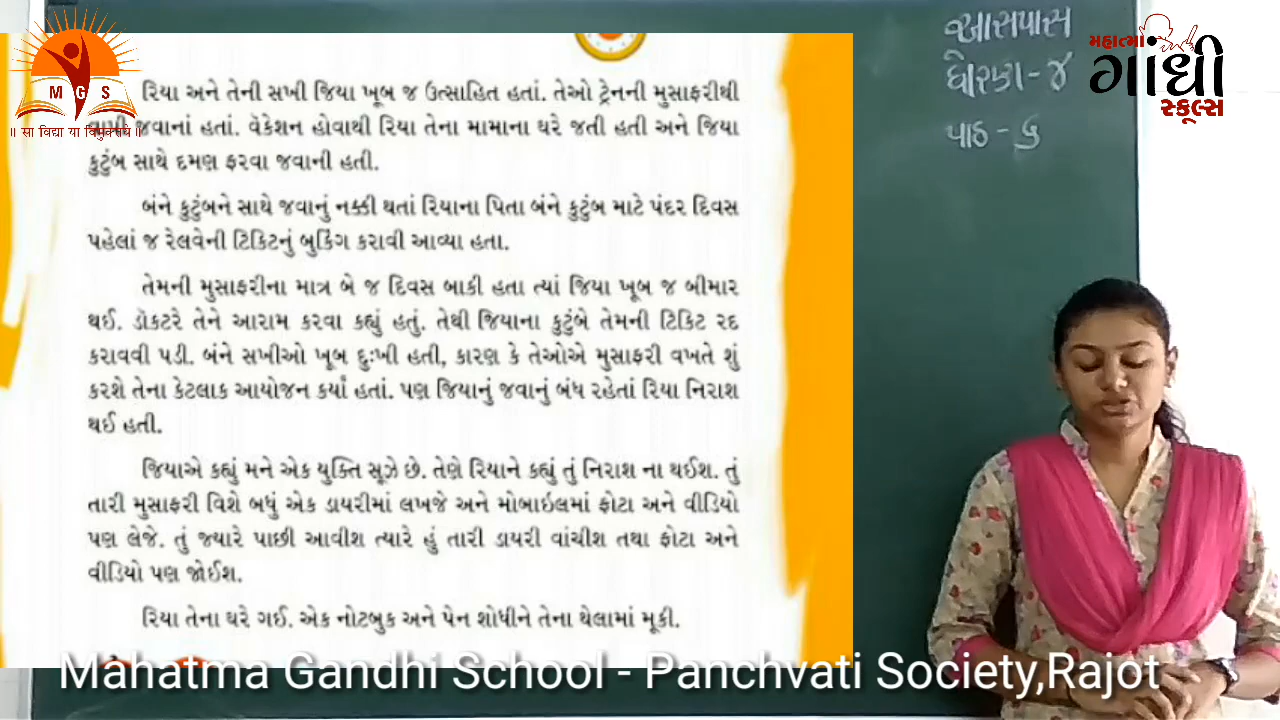 MGS
॥ सा विद्या या विमुक्तये ॥
મહાત્મા
ગાંધી
સ્કૂલ્સ
આસપાસ
ધોરણ - ૪
પાઠ - ૬
રિયા અને તેની સખી જિયા ખૂબ જ ઉત્સાહિત હતાં. તેઓ ટ્રેનની મુસાફરીથી
જવાનાં હતાં. વૅકેશન હોવાથી રિયા તેના મામાના ઘરે જતી હતી અને જિયા
કુટુંબ સાથે દમણ ફરવા જવાની હતી.
બંને કુટુંબને સાથે જવાનું નક્કી થતાં રિયાના પિતા બંને કુટુંબ માટે પંદર દિવસ
પહેલાં જ રેલવેની ટિકિટનું બુકિંગ કરાવી આવ્યા હતા.
તેમની મુસાફરીના માત્ર બે જ દિવસ બાકી હતા ત્યાં જિયા ખૂબ જ બીમાર
થઈ. ડૉકટરે તેને આરામ કરવા કહ્યું હતું. તેથી જિયાના કુટુંબે તેમની ટિકિટ રદ
કરાવવી પડી. બંને સખીઓ ખૂબ દુઃખી હતી, કારણ કે તેઓએ મુસાફરી વખતે શું
કરશે તેના કેટલાક આયોજન કર્યાં હતાં. પણ જિયાનું જવાનું બંધ રહેતાં રિયા નિરાશ
થઈ હતી.
જિયાએ કહ્યું મને એક યુક્તિ સૂઝે છે. તેણે રિયાને કહ્યું તું નિરાશ ના થઈશ. તું
તારી મુસાફરી વિશે બધું એક ડાયરીમાં લખજે અને મોબાઇલમાં ફોટા અને વીડિયો
પણ લેજે. તું જ્યારે પાછી આવીશ ત્યારે હું તારી ડાયરી વાંચીશ તથા ફોટા અને
વીડિયો પણ જોઈશ.
રિયા તેના ઘરે ગઈ. એક નોટબુક અને પેન શોધીને તેના થેલામાં મૂકી.
Mahatma Gandhi School - Panchvati Society,Rajot